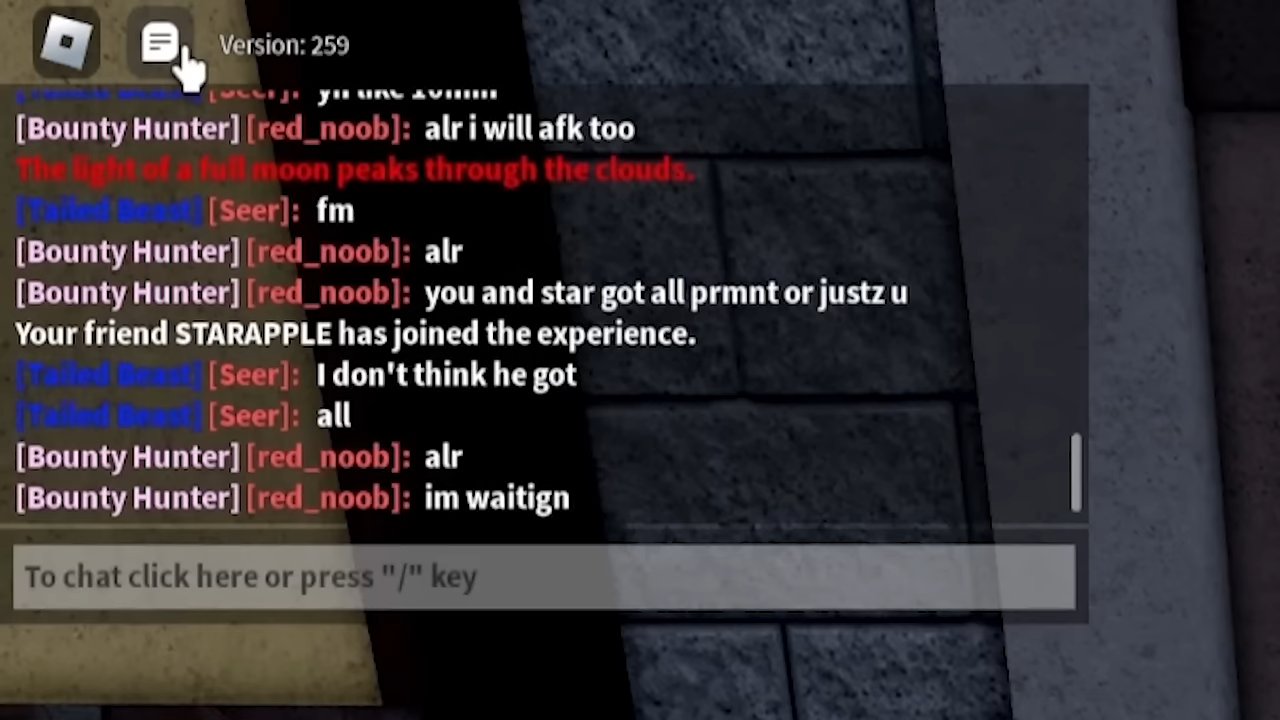 Version: 259
[Bounty Hunter] [red_noob]: alr i will afk too
The light of a full moon peaks through the clouds.
[Tailed Beast] [Seer]: fm
[Bounty Hunter] [red_noob]: alr
[Bounty Hunter] [red_noob]: you and star got all prmnt or justz u
Your friend STARAPPLE has joined the experience.
[Tailed Beast] [Seer]: I don't think he got
[Tailed Beast] [Seer]: all
[Bounty Hunter] [red_noob]: alr
[Bounty Hunter] [red_noob]: im waitign
To chat click here or press "/" key